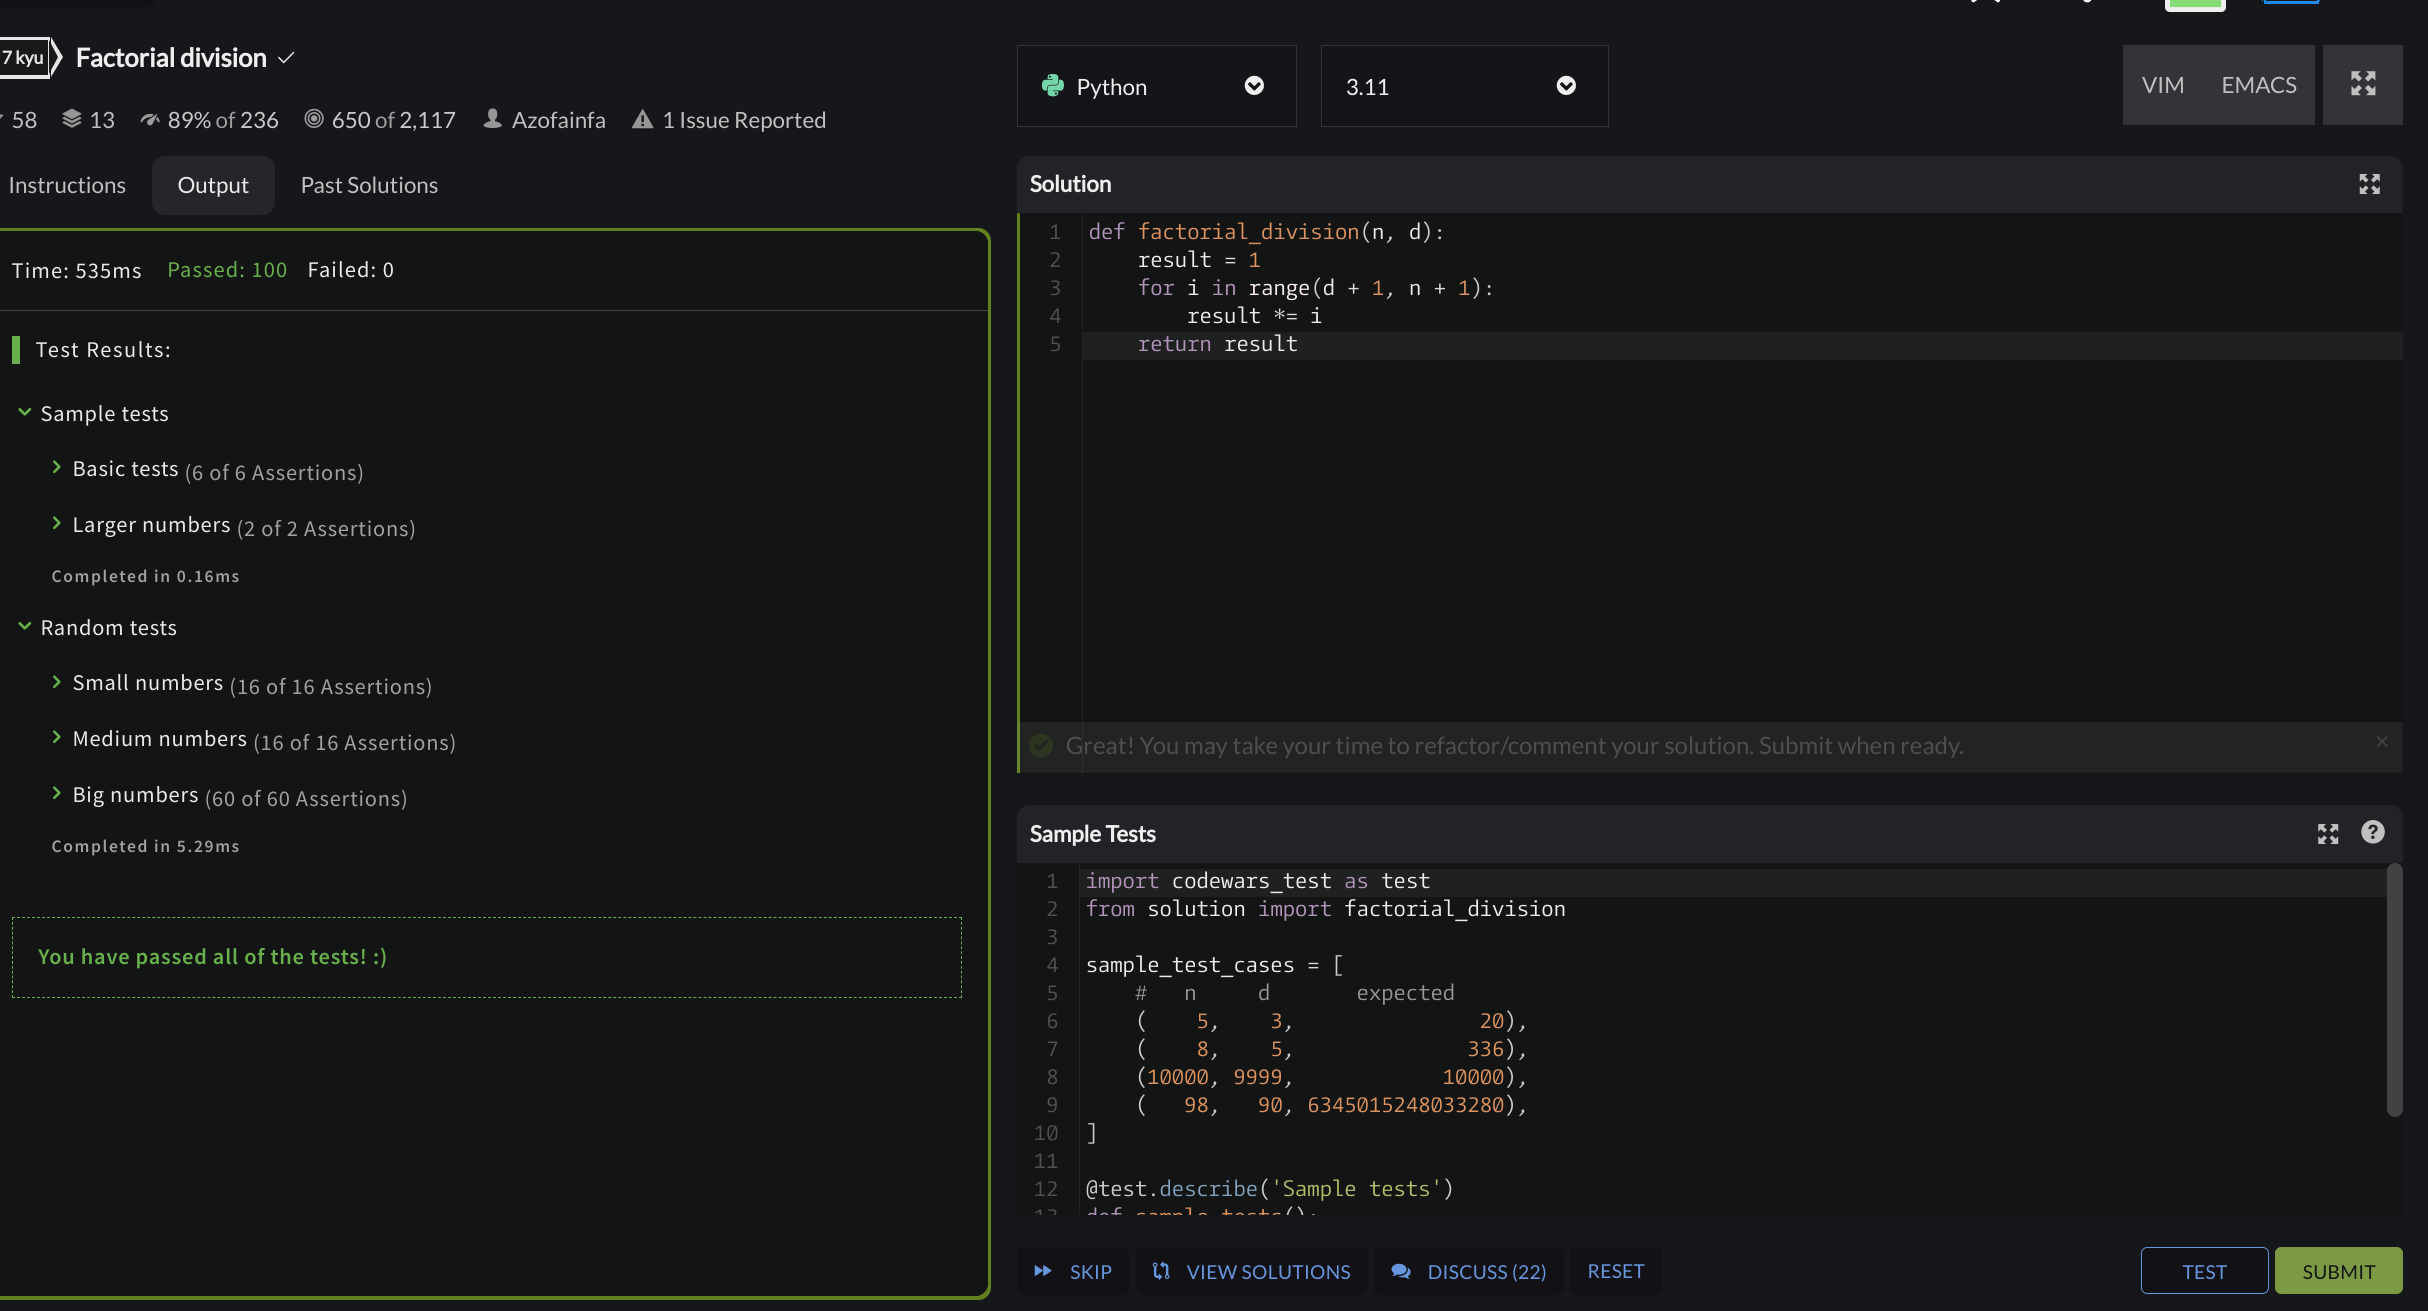 7 kyu Factorial division
58 13 89% of 236 650 of 2,117 Azofainfa 1 Issue Reported
Instructions Output Past Solutions
Time: 535ms Passed: 100 Failed: 0
Test Results:
Sample tests
Basic tests (6 of 6 Assertions)
Larger numbers (2 of 2 Assertions)
Completed in 0.16ms
Random tests
Small numbers (16 of 16 Assertions)
Medium numbers (16 of 16 Assertions)
Big numbers (60 of 60 Assertions)
Completed in 5.29ms
You have passed all of the tests! :)
Python 3.11 VIM EMACS
Solution
1 def factorial_division(n, d):
2     result = 1
3     for i in range(d + 1, n + 1):
4         result *= i
5     return result
Great! You may take your time to refactor/comment your solution. Submit when ready.
Sample Tests
1 import codewars_test as test
2 from solution import factorial_division
3
4 sample_test_cases = [
5     #   n     d       expected
6     (    5,    3,               20),
7     (    8,    5,              336),
8     (10000, 9999,            10000),
9     (   98,   90, 6345015248033280),
10 ]
11
12 @test.describe('Sample tests')
13 def sample_tests():
SKIP VIEW SOLUTIONS DISCUSS (22) RESET TEST SUBMIT